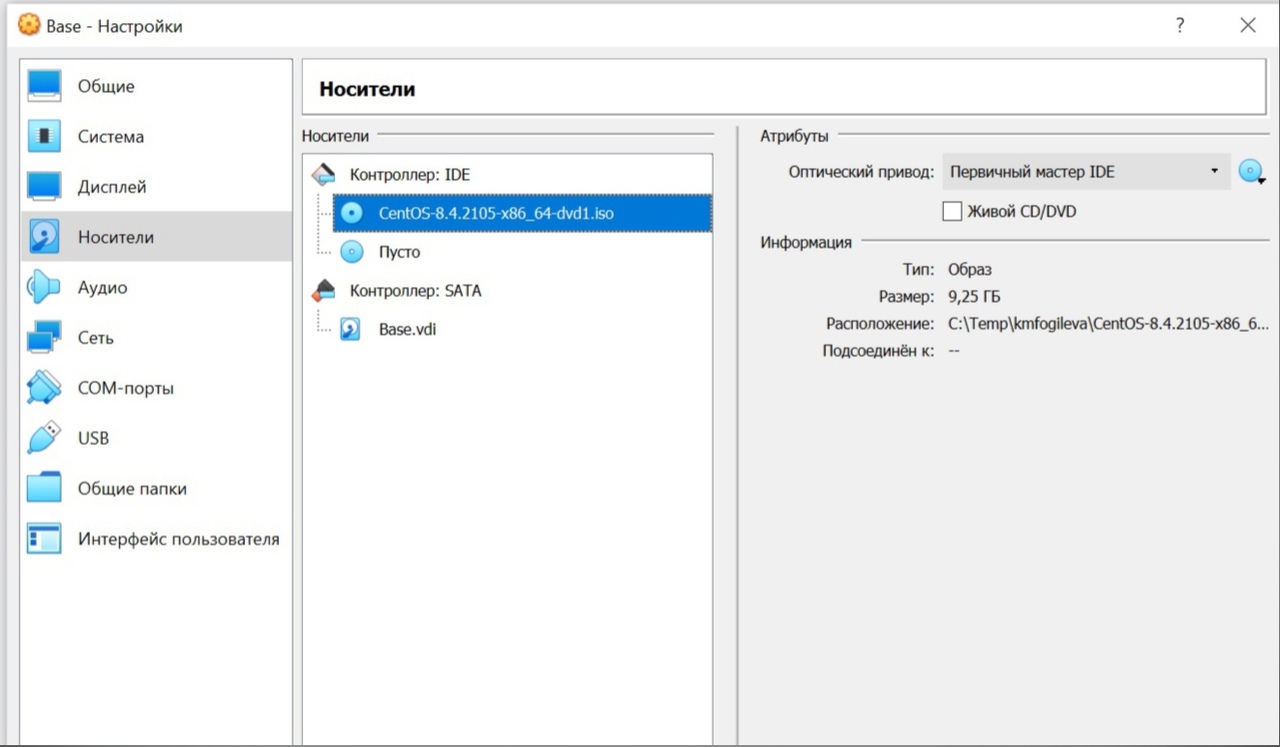 Base - Настройки
?
Общие
Система
Дисплей
Носители
Аудио
Сеть
COM-порты
USB
Общие папки
Интерфейс пользователя
Носители
Носители
Контроллер: IDE
CentOS-8.4.2105-x86_64-dvd1.iso
Пусто
Контроллер: SATA
Base.vdi
Атрибуты
Оптический привод: Первичный мастер IDE
Живой CD/DVD
Информация
Тип: Образ
Размер: 9,25 ГБ
Расположение: C:\Temp\kmfogileva\CentOS-8.4.2105-x86_6...
Подсоединён к: --